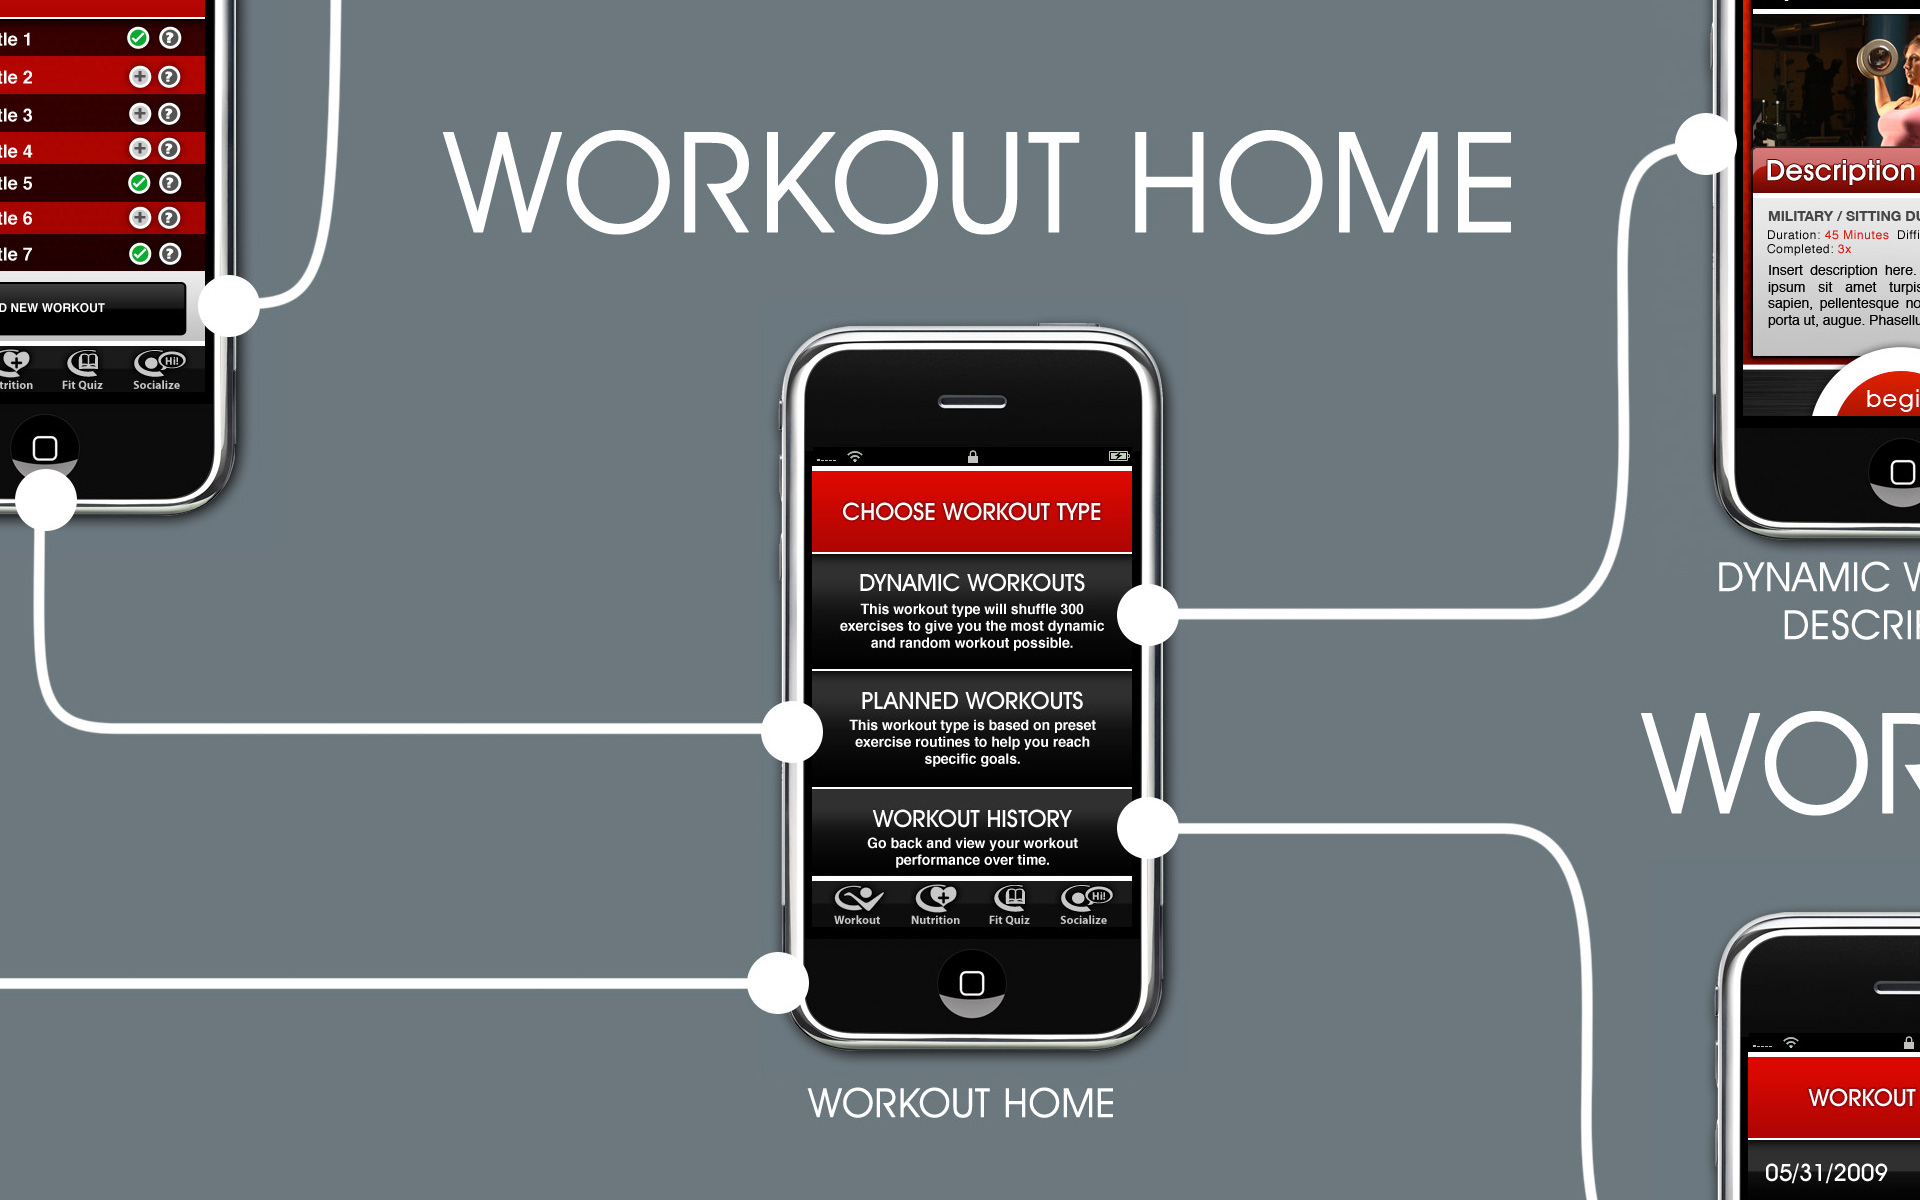 tle 1
tle 2
tle 3
tle 4
tle 5
tle 6
tle 7
D NEW WORKOUT
trition Fit Quiz Socialize
Hi!
WORKOUT HOME
CHOOSE WORKOUT TYPE
DYNAMIC WORKOUTS
This workout type will shuffle 300
exercises to give you the most dynamic
and random workout possible.
PLANNED WORKOUTS
This workout type is based on preset
exercise routines to help you reach
specific goals.
WORKOUT HISTORY
Go back and view your workout
performance over time.
Hi!
Workout Nutrition Fit Quiz Socialize
WORKOUT HOME
Description
MILITARY / SITTING DU
Duration: 45 Minutes Diffi
Completed: 3x
Insert description here.
ipsum sit amet turpis
sapien, pellentesque no
porta ut, augue. Phasellu
begi
DYNAMIC W
DESCRIP
WOR
WORKOUT
05/31/2009